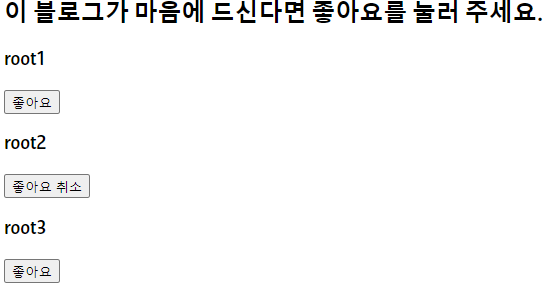 이 블로그가 마음에 드신다면 좋아요를 눌러 주세요.
root1
좋아요
root2
좋아요 취소
root3
좋아요